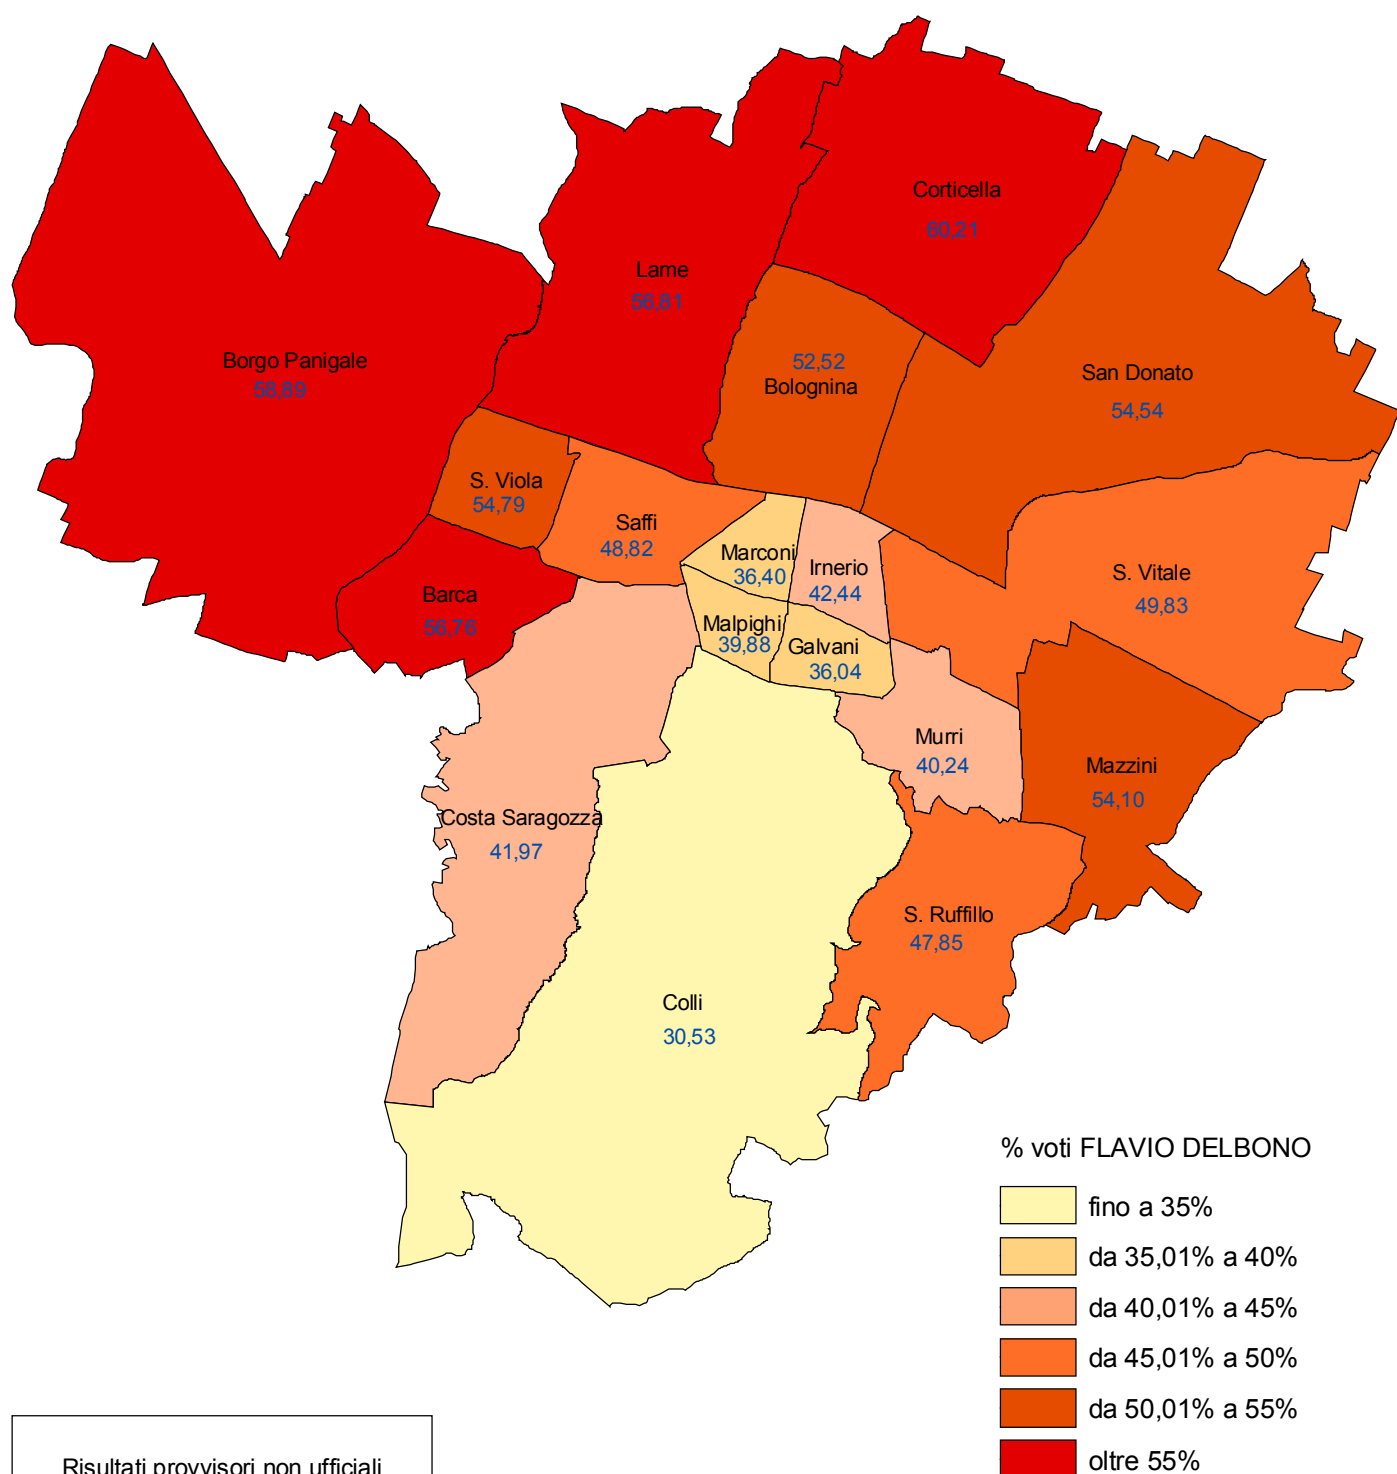 Corticella
60,21
Lame
56,81
Borgo Panigale
58,89
52,52
Bolognina
San Donato
54,54
S. Viola
54,79
Saffi
48,82
Marconi
36,40
Irnerio
42,44
S. Vitale
49,83
Barca
56,76
Malpighi
39,88
Galvani
36,04
Murri
40,24
Mazzini
54,10
Costa Saragozza
41,97
S. Ruffillo
47,85
Colli
30,53
% voti FLAVIO DELBONO
fino a 35%
da 35,01% a 40%
da 40,01% a 45%
da 45,01% a 50%
da 50,01% a 55%
oltre 55%
Risultati provvisori non ufficiali